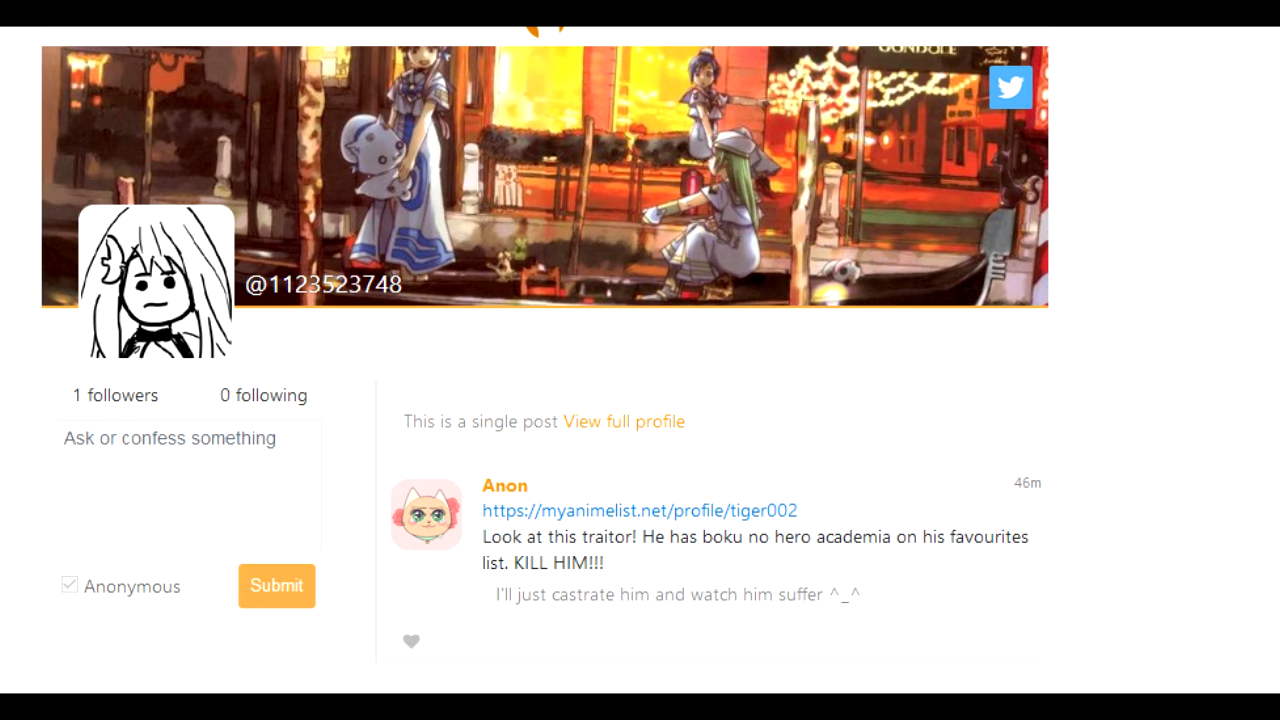 GONDOLE
@1123523748
1 followers
0 following
Ask or confess something
Anonymous
Submit
This is a single post View full profile
Anon
46m
https://myanimelist.net/profile/tiger002
Look at this traitor! He has boku no hero academia on his favourites
list. KILL HIM!!!
I'll just castrate him and watch him suffer ^_^